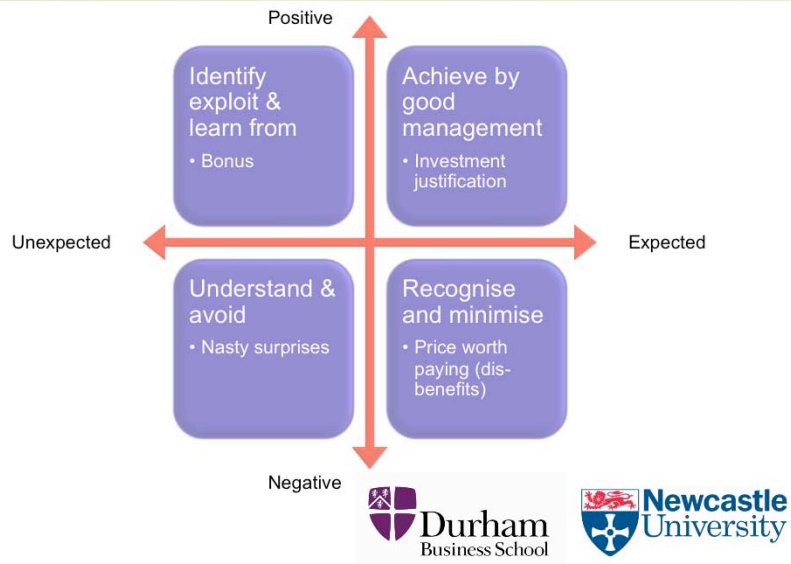 Positive
Identify
exploit &
learn from
• Bonus
Achieve by
good
management
• Investment
justification
Unexpected
Expected
Understand &
avoid
• Nasty surprises
Recognise
and minimise
• Price worth
paying (dis-
benefits)
Negative
Durham
Business School
Newcastle
University